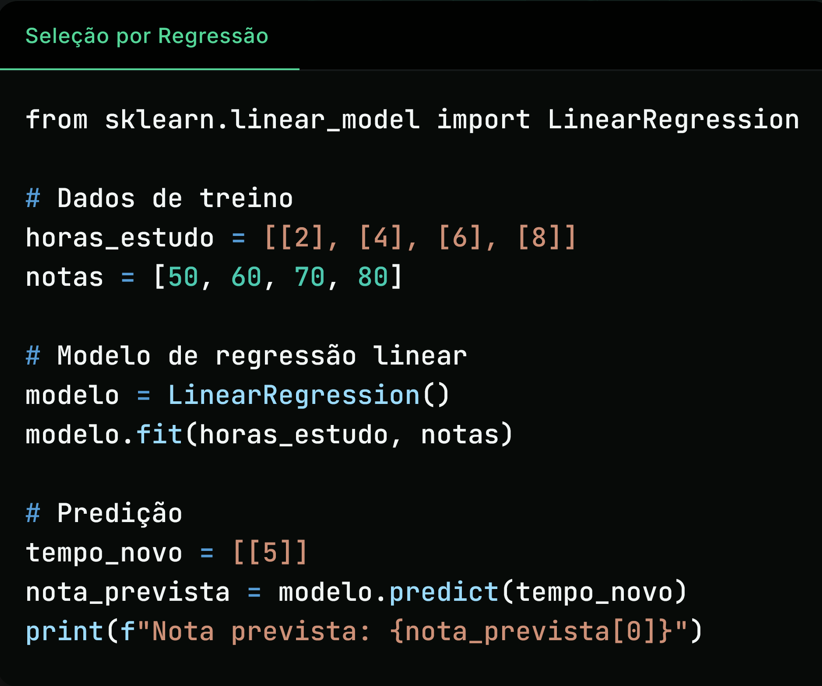 Seleção por Regressão
from sklearn.linear_model import LinearRegression
# Dados de treino
horas_estudo = [[2], [4], [6], [8]]
notas = [50, 60, 70, 80]
# Modelo de regressão linear
modelo = LinearRegression()
modelo.fit(horas_estudo, notas)
# Predição
tempo_novo = [[5]]
nota_prevista = modelo.predict(tempo_novo)
print(f"Nota prevista: {nota_prevista[0]}")